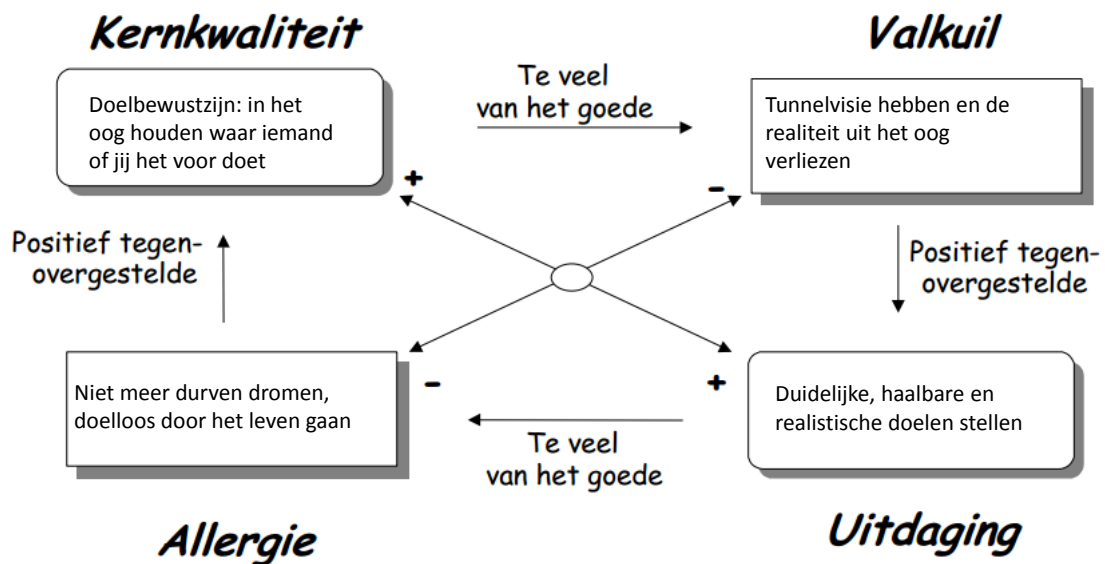 Kernkwaliteit
Valkuil
Doelbewustzijn: in het
oog houden waar iemand
of jij het voor doet
Te veel
van het goede
Tunnelvisie hebben en de
realiteit uit het oog
verliezen
+
-
Positief tegen-
overgestelde
Positief tegen-
overgestelde
Niet meer durven dromen,
doelloos door het leven gaan
-
+
Te veel
van het goede
Duidelijke, haalbare en
realistische doelen stellen
Allergie
Uitdaging